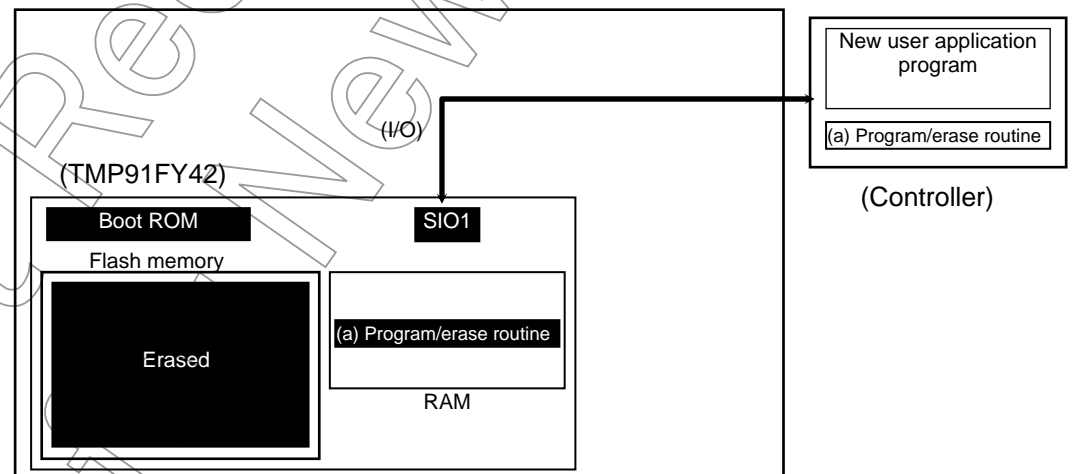 New user application
program
(I/O)
(a) Program/erase routine
(TMP91FY42)
(Controller)
Boot ROM
SIO1
Flash memory
(a) Program/erase routine
Erased
RAM